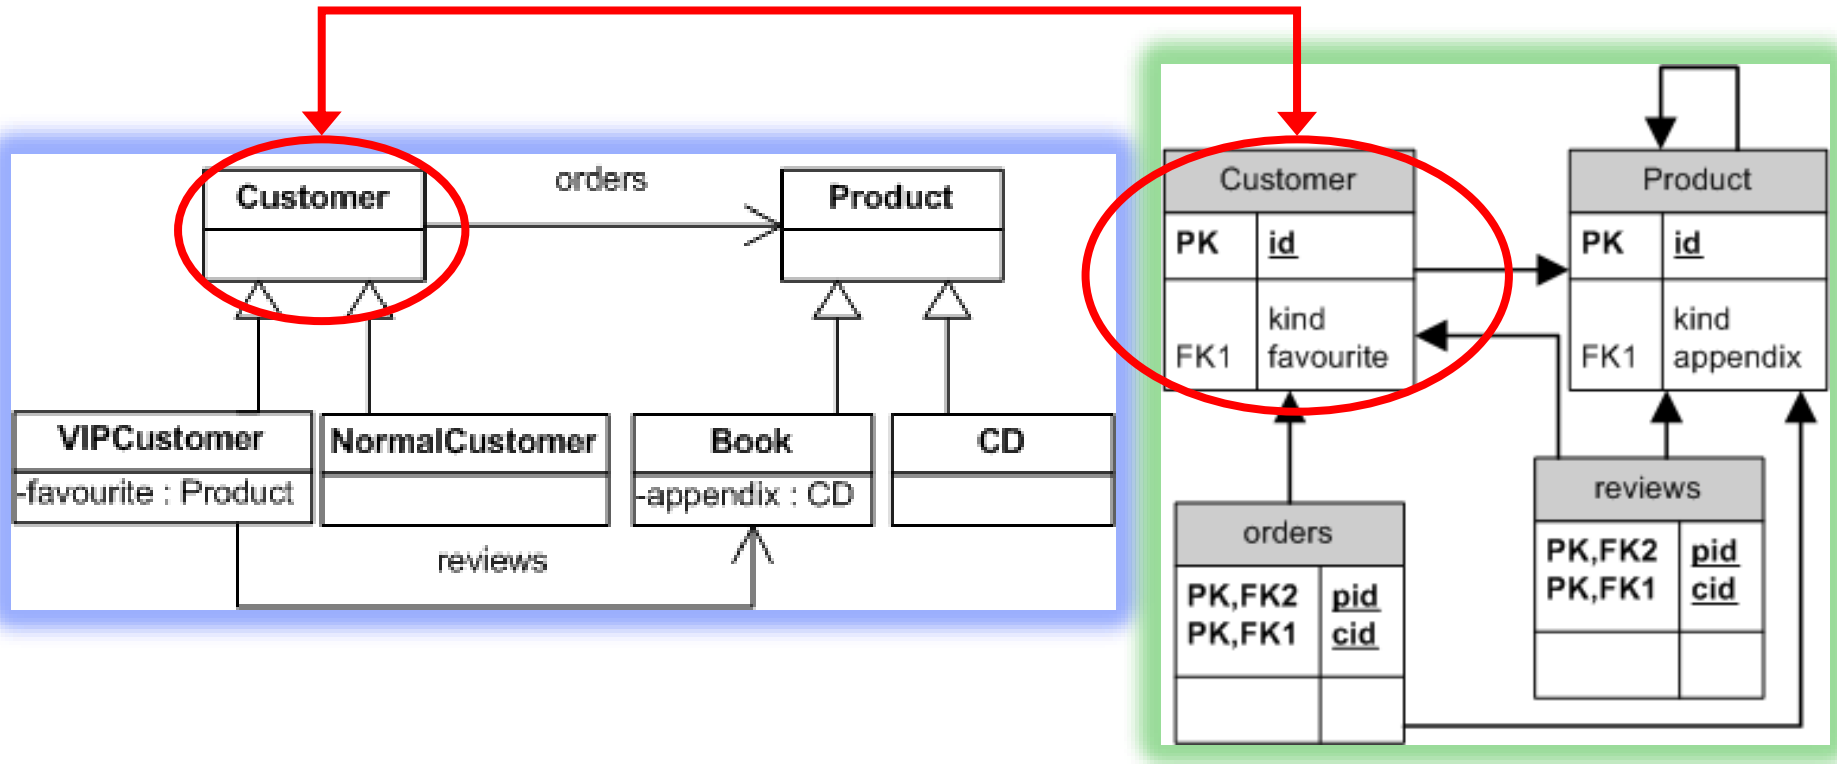 Customer
orders
Product
VIPCustomer
-favourite : Product
NormalCustomer
Book
-appendix : CD
CD
reviews
Customer
PK id
kind
FK1 favourite
Product
PK id
kind
FK1 appendix
orders
PK,FK2 pid
PK,FK1 cid
reviews
PK,FK2 pid
PK,FK1 cid